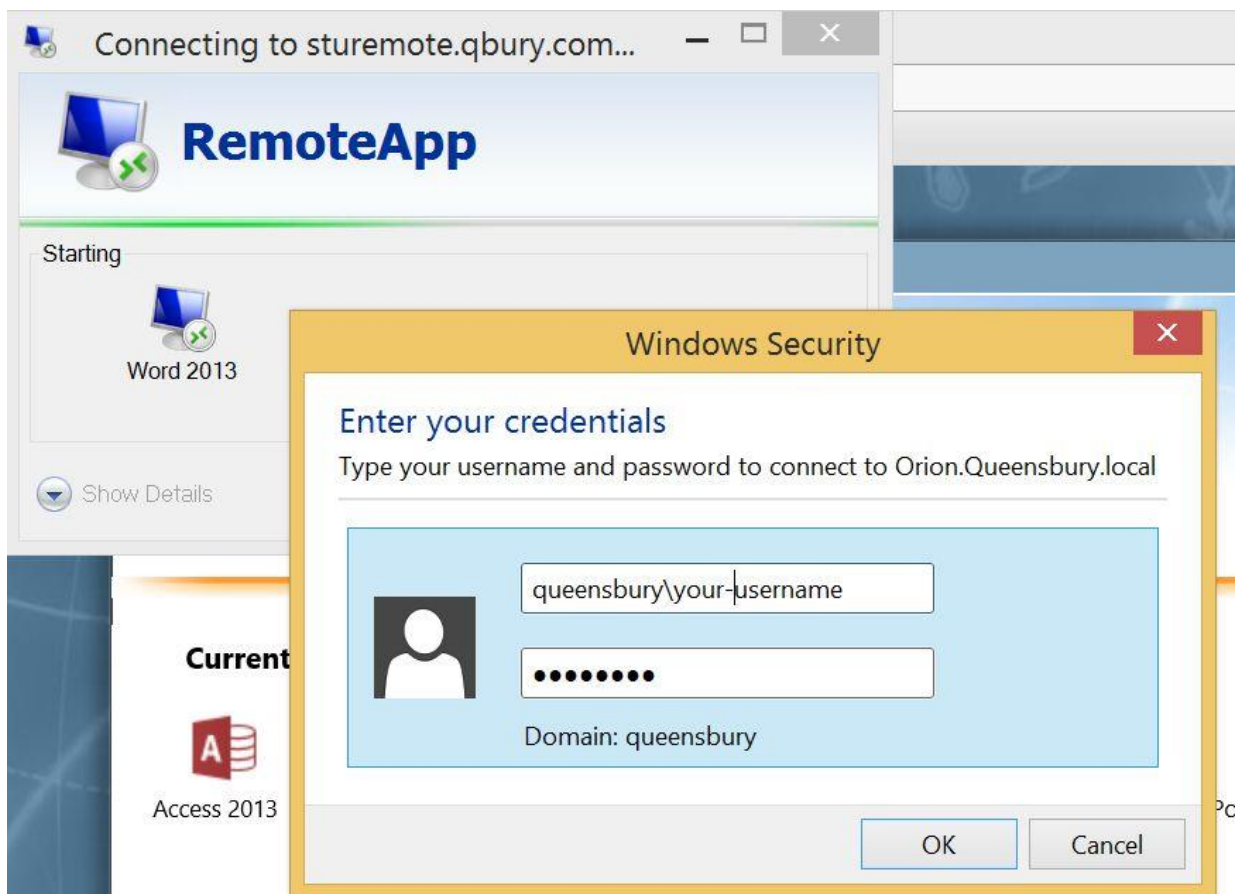 Connecting to sturemote.qbury.com...
RemoteApp
Starting
Word 2013
Show Details
Windows Security
Enter your credentials
Type your username and password to connect to Orion.Queensbury.local
queensbury\your-username
●●●●●●●●
Domain: queensbury
OK
Cancel
Current
A
Access 2013
Po